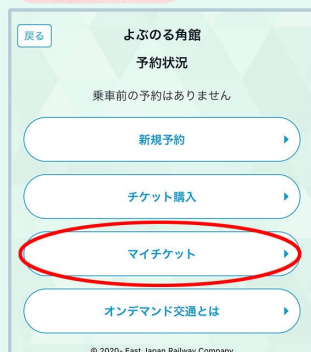 戻る
よぶのる角館
予約状況
乗車前の予約はありません
新規予約
チケット購入
マイチケット
オンデマンド交通とは
© 2020- East Japan Railway Company